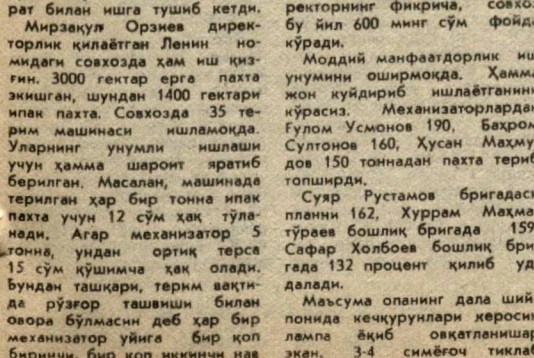 рат билан ишга тушиб кетди.
Мирзақул Орзиев дирек-
торлик қилаётган Ленин но-
мидаги совхозда ҳам иш қиз-
ғин. 3000 гектар ерга пахта
экишган, шундан 1400 гектари
ипак пахта. Совхозда 35 те-
рим машинаси ишламоқда.
Уларнинг унумли ишлаши
учун ҳамма шароит яратиб
берилган. Масалан, машинада
терилган ҳар бир тонна ипак
пахта учун 12 сўм ҳақ тўла-
нади. Агар механизатор 5
тонна, ундан ортиқ терса
15 сўм қўшимча ҳақ олади.
Бундан ташқари, терим вақти-
да рўзғор ташвиши билан
овора бўлмасин деб ҳар бир
механизатор уйига бир қоп
биринчи, бир қоп иккинчи нав
ректорнинг фикрича, совхоз
бу йил 600 минг сўм фойд
кўради.
Моддий манфаатдорлик иш
унумини оширмоқда. Ҳамма
жон куйдириб ишлаётганини
кўрасиз. Механизаторлардан
Ғулом Усмонов 190, Баҳром
Султонов 160, Ҳусан Маҳму
дов 150 тоннадан пахта териб
топширди.
Суяр Рустамов бригадаси
планни 162, Хуррам Маҳма
тўраев бошлиқ бригада 159
Сафар Холбоев бошлиқ бри
гада 132 процент қилиб уд
далади.
Маъсума опанинг дала ший
понида кечқурунлари керосин
лампа ёқиб овқатланишар
экан. 3-4 симёғоч тиклаб